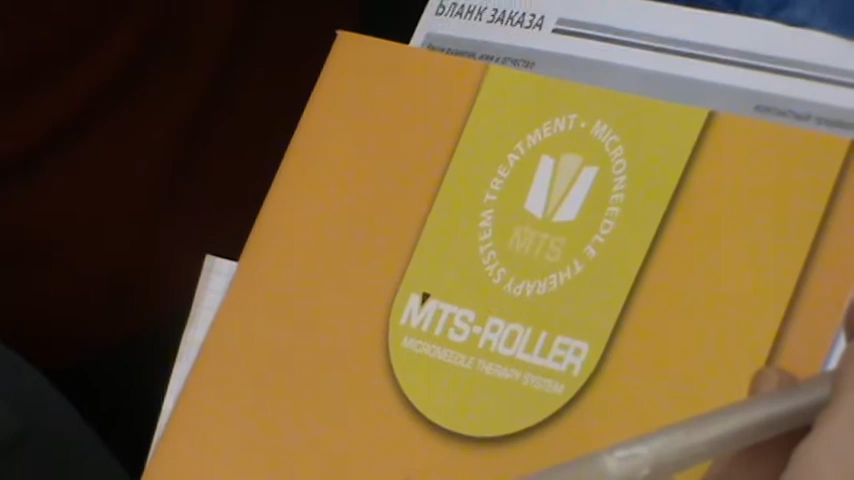 БЛАНК ЗАКАЗА
MICRONEEDLE THERAPY SYSTEM TREATMENT •
MTS
MTS-ROLLER
MICRONEEDLE THERAPY SYSTEM